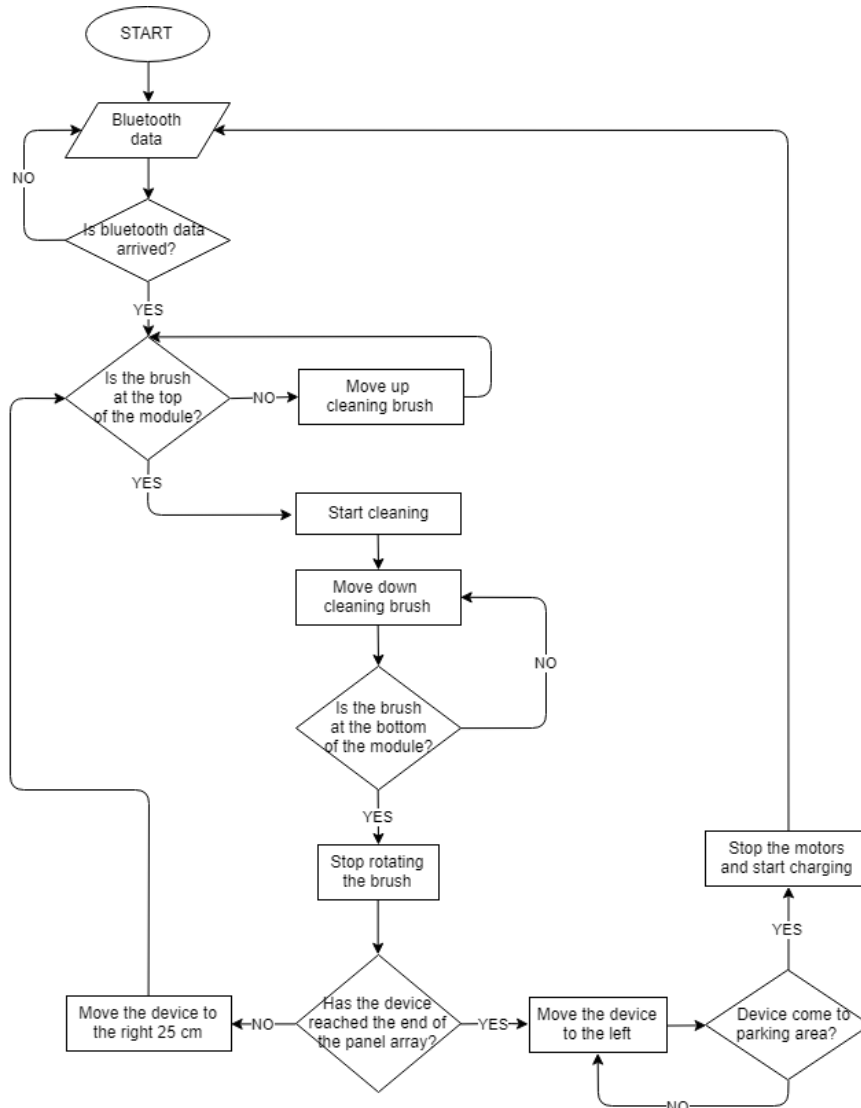 START
Bluetooth
data
NO
Is bluetooth data
arrived?
YES
Is the brush
at the top
of the module?
NO
Move up
cleaning brush
YES
Start cleaning
Move down
cleaning brush
NO
Is the brush
at the bottom
of the module?
YES
Stop rotating
the brush
Stop the motors
and start charging
YES
Has the device
reached the end of
the panel array?
NO
Move the device to
the right 25 cm
YES
Move the device
to the left
Device come to
parking area?
NO